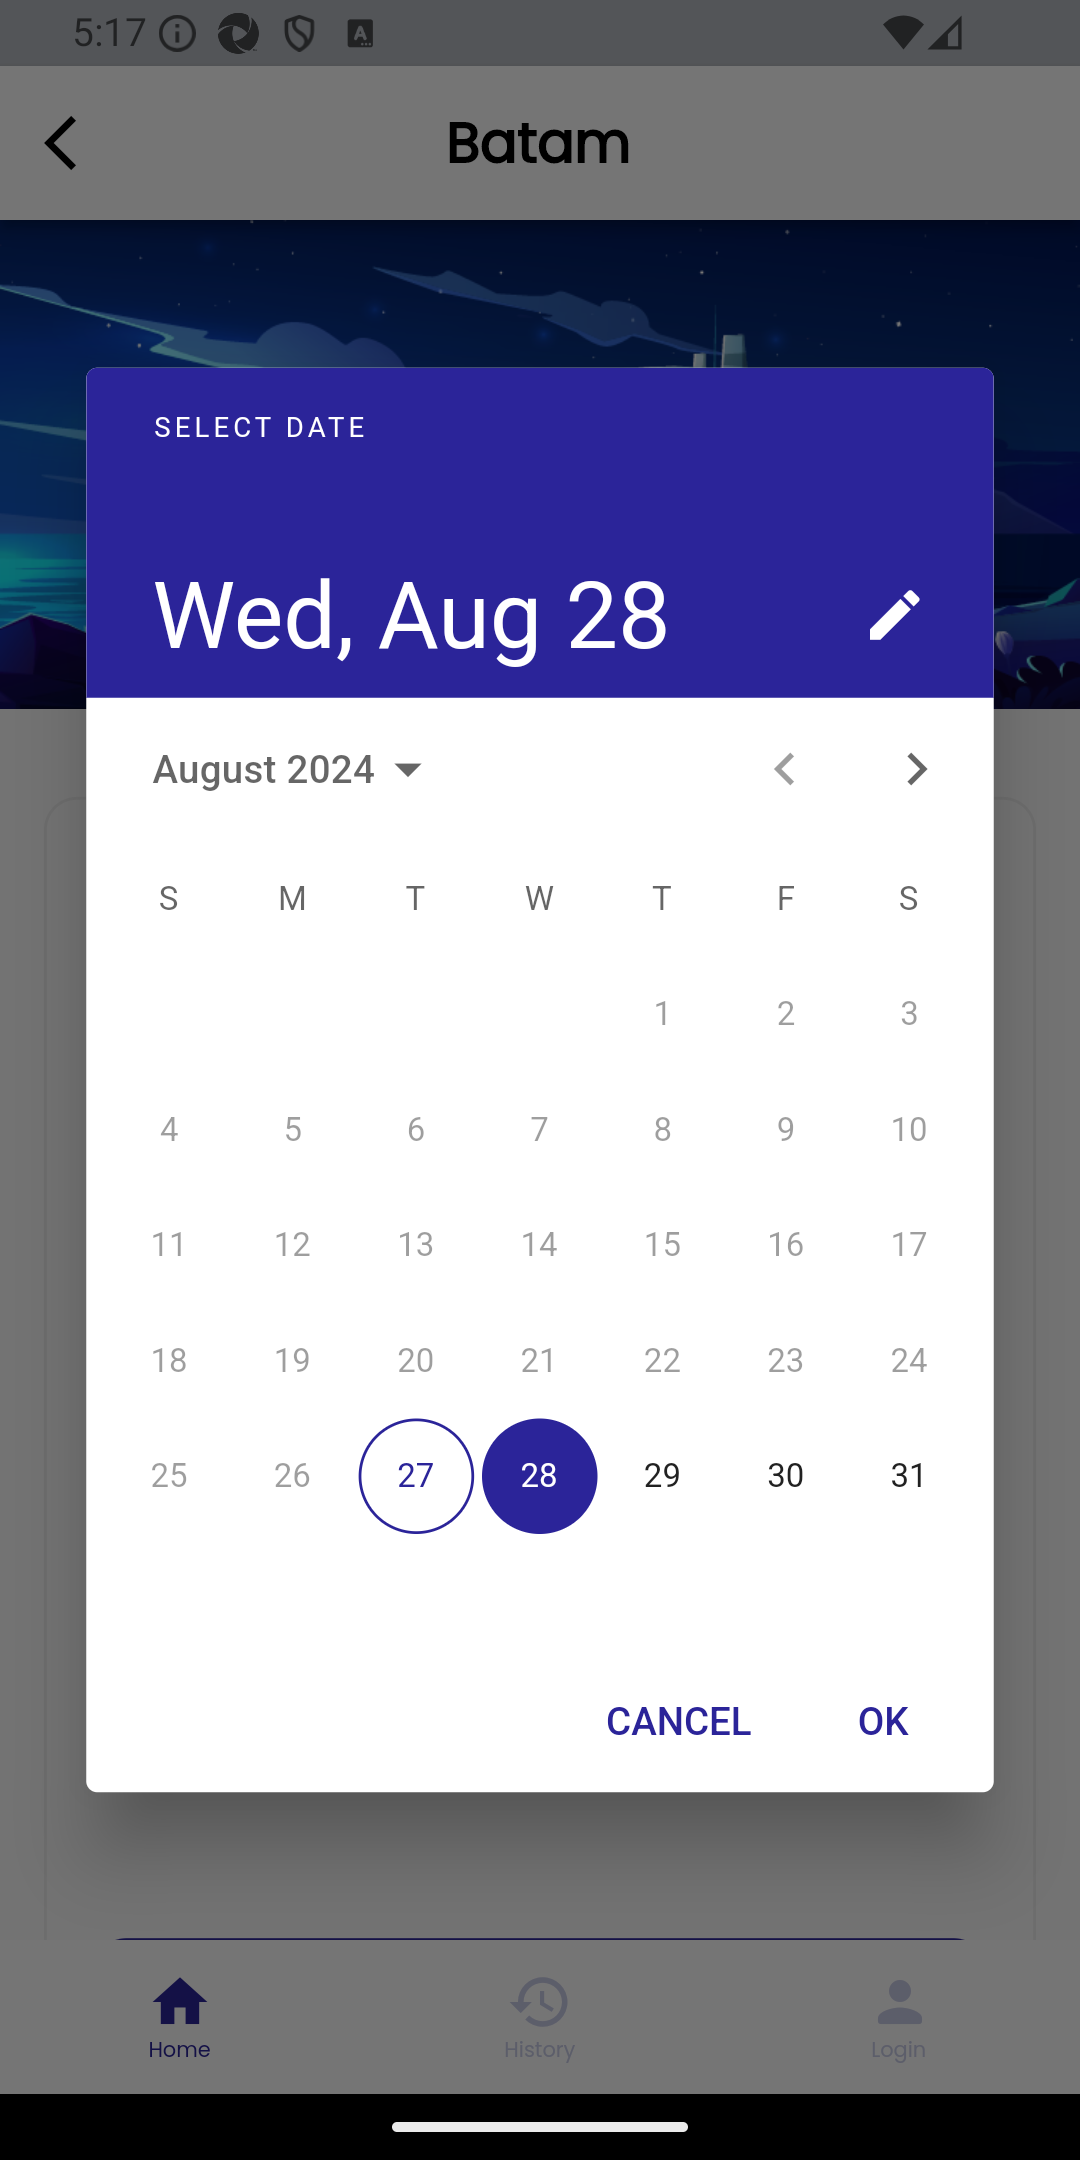 5:17
Batam
SELECT DATE
Wed, Aug 28
August 2024
S M T W T F S
1 2 3
4 5 6 7 8 9 10
11 12 13 14 15 16 17
18 19 20 21 22 23 24
25 26 27 28 29 30 31
CANCEL OK
Home History Login